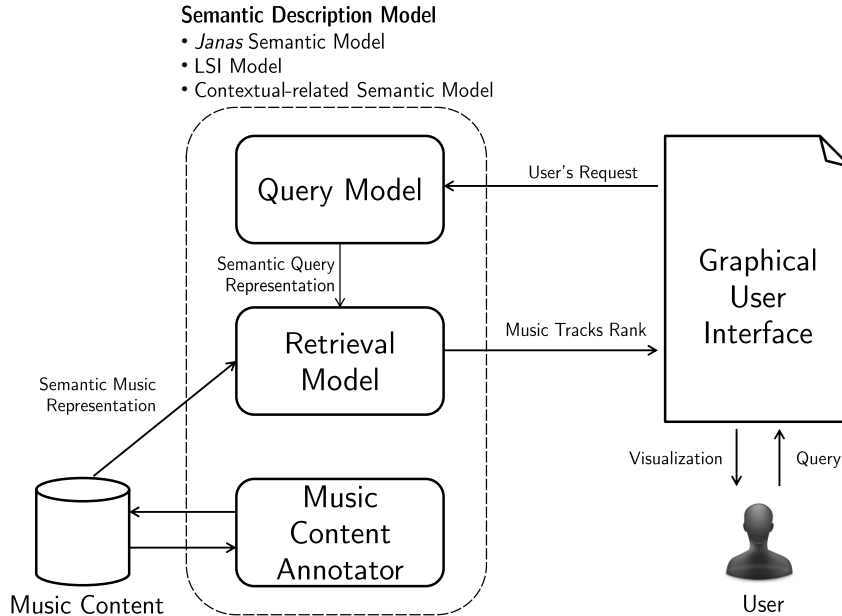 Semantic Description Model
• Janas Semantic Model
• LSI Model
• Contextual-related Semantic Model
Query Model
User's Request
Graphical
User
Interface
Semantic Query
Representation
Retrieval
Model
Music Tracks Rank
Semantic Music
Representation
Visualization
Query
Music
Content
Annotator
Music Content
User